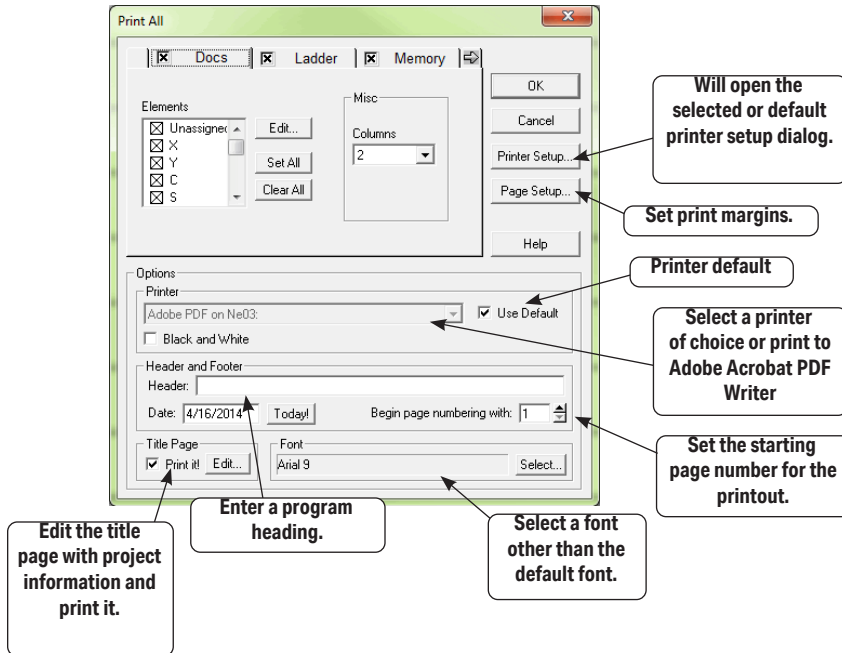 Print All
Docs
Ladder
Memory
Elements
Unassigned
X
Y
C
S
Edit...
Set All
Clear All
Misc
Columns
2
OK
Cancel
Printer Setup...
Page Setup...
Help
Will open the
selected or default
printer setup dialog.
Set print margins.
Printer default
Options
Printer
Adobe PDF on Ne03:
Use Default
Black and White
Select a printer
of choice or print to
Adobe Acrobat PDF
Writer
Header and Footer
Header:
Date: 4/16/2014 Today! Begin page numbering with: 1
Set the starting
page number for the
printout.
Title Page
Print it! Edit...
Font
Arial 9
Select...
Enter a program
heading.
Select a font
other than the
default font.
Edit the title
page with project
information and
print it.